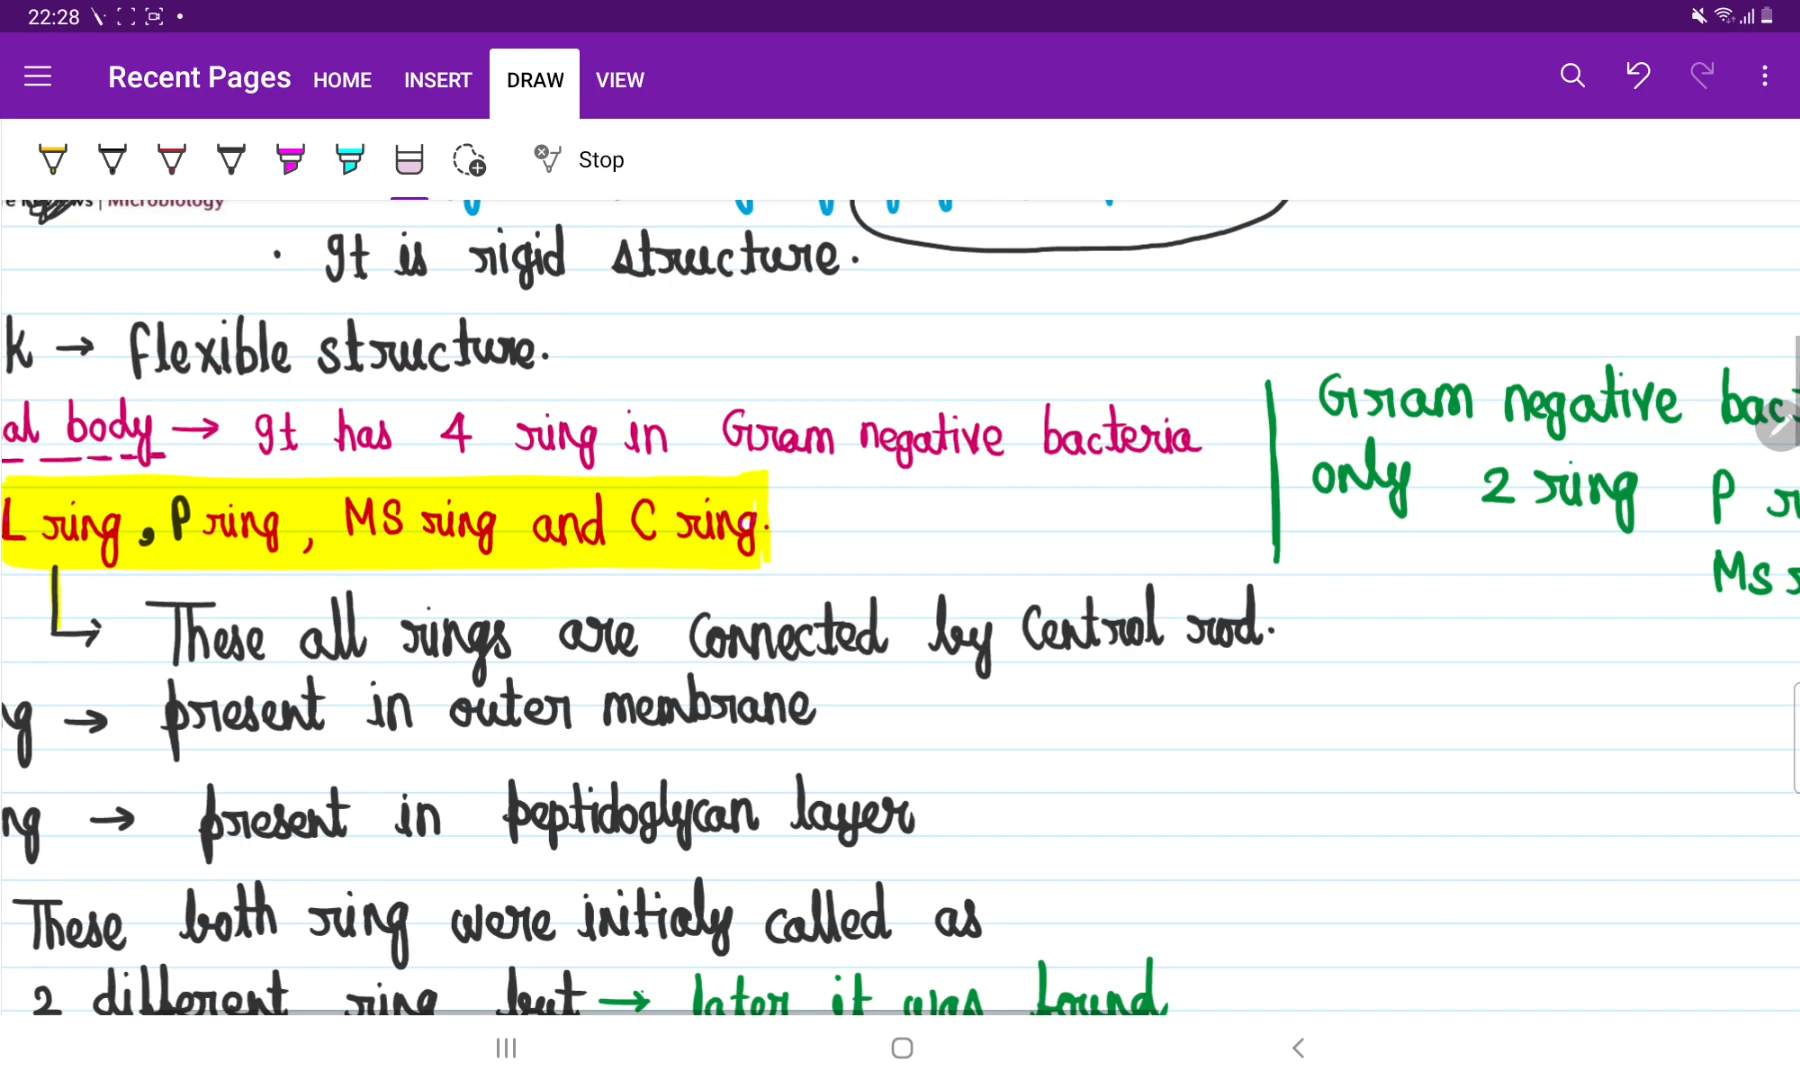 22:28
Recent Pages HOME INSERT DRAW VIEW
Stop
| Microbiology
· It is rigid structure.
k → flexible structure.
al body → It has 4 ring in Gram negative bacteria
L ring, P ring, MS ring and C ring.
Gram negative bac
only 2 ring P r
Ms r
↳ These all rings are connected by Central rod.
g → present in outer membrane
ng → present in peptidoglycan layer
These both ring were initialy called as
2 different ring but → later it was found